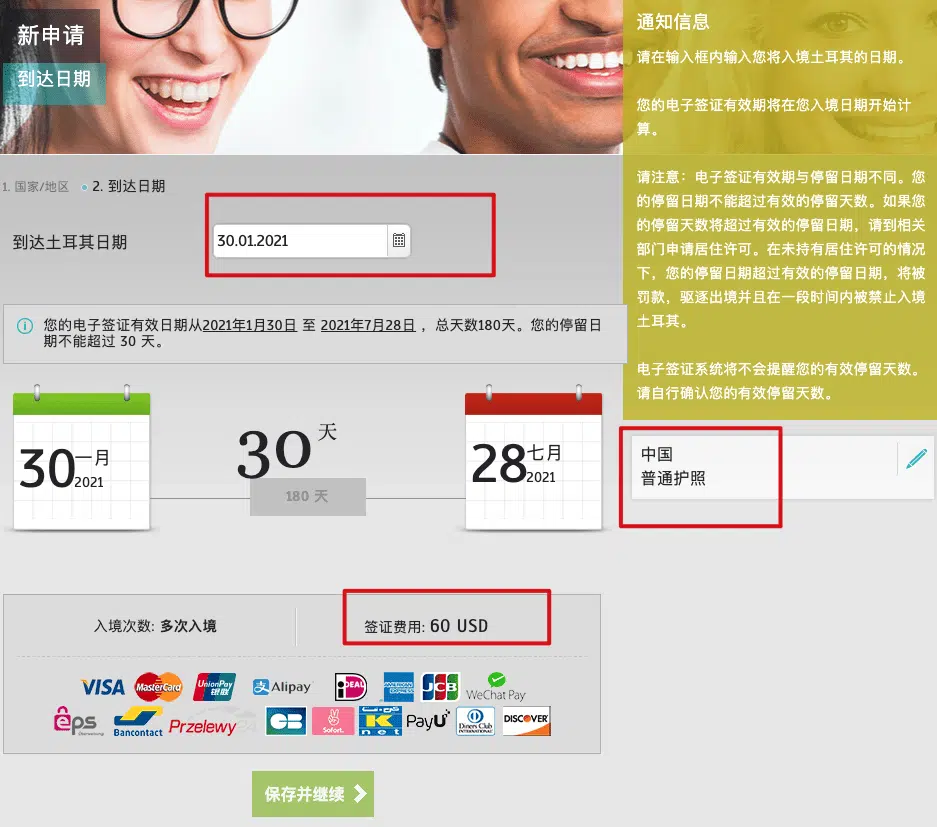 新申请
到达日期
通知信息
请在输入框内输入您将入境土耳其的日期。
您的电子签证有效期将在您入境日期开始计
算。
请注意：电子签证有效期与停留日期不同。您
的停留日期不能超过有效的停留天数。如果您
的停留天数将超过有效的停留日期，请到相关
部门申请居住许可。在未持有居住许可的情况
下，您的停留日期超过有效的停留日期，将被
罚款，驱逐出境并且在一段时间内被禁止入境
土耳其。
电子签证系统将不会提醒您的有效停留天数。
请自行确认您的有效停留天数。
1. 国家/地区 2. 到达日期
到达土耳其日期
30.01.2021
您的电子签证有效日期从2021年1月30日 至 2021年7月28日 ，总天数180天。您的停留日
期不能超过 30 天。
30 一月
2021
30 天
180 天
28 七月
2021
中国
普通护照
入境次数: 多次入境
签证费用: 60 USD
VISA MasterCard UnionPay 银联 支 Alipay iDEAL AMERICAN EXPRESS JCB WeChat Pay
eps Bancontact Przelewy24 CB Sofort. K net PayU Diners Club INTERNATIONAL DISCOVER
保存并继续